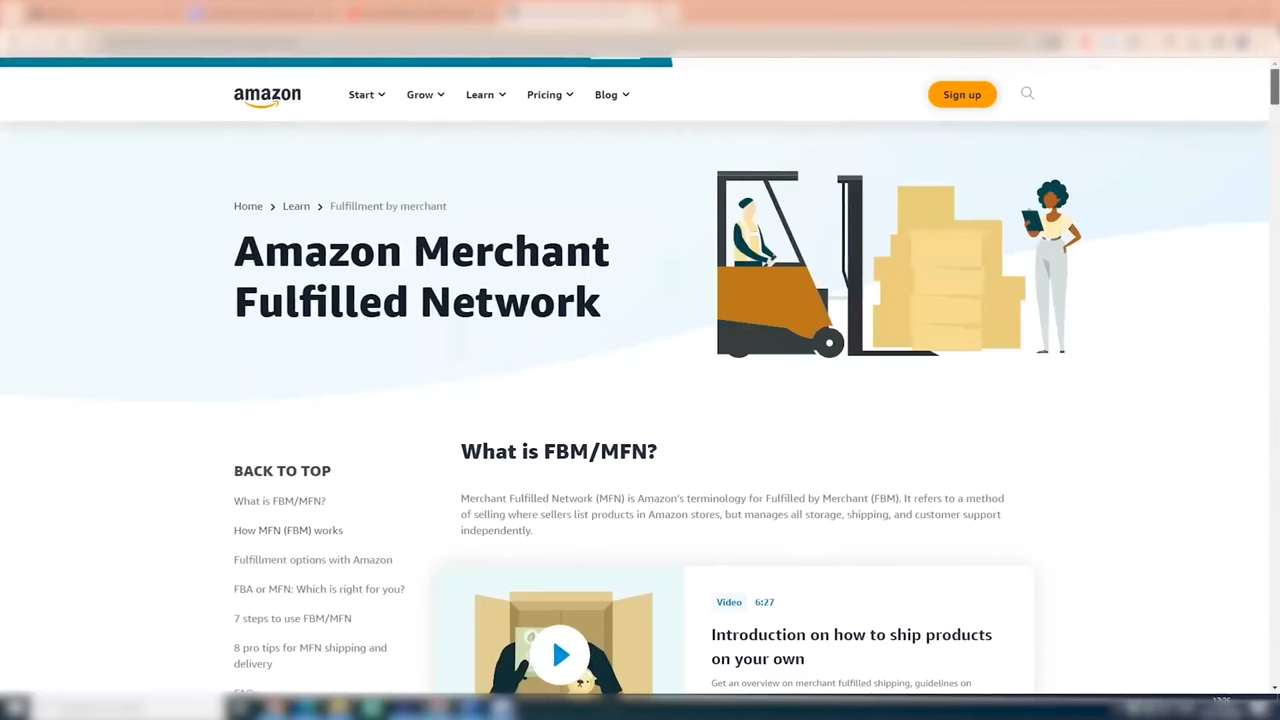 amazon
Start
Grow
Learn
Pricing
Blog
Sign up
Home > Learn > Fulfillment by merchant
Amazon Merchant
Fulfilled Network
What is FBM/MFN?
Merchant Fulfilled Network (MFN) is Amazon's terminology for Fulfilled by Merchant (FBM). It refers to a method
of selling where sellers list products in Amazon stores, but manages all storage, shipping, and customer support
independently.
BACK TO TOP
What is FBM/MFN?
How MFN (FBM) works
Fulfillment options with Amazon
FBA or MFN: Which is right for you?
7 steps to use FBM/MFN
8 pro tips for MFN shipping and
delivery
Video 6:27
Introduction on how to ship products
on your own
Get an overview on merchant fulfilled shipping, guidelines on